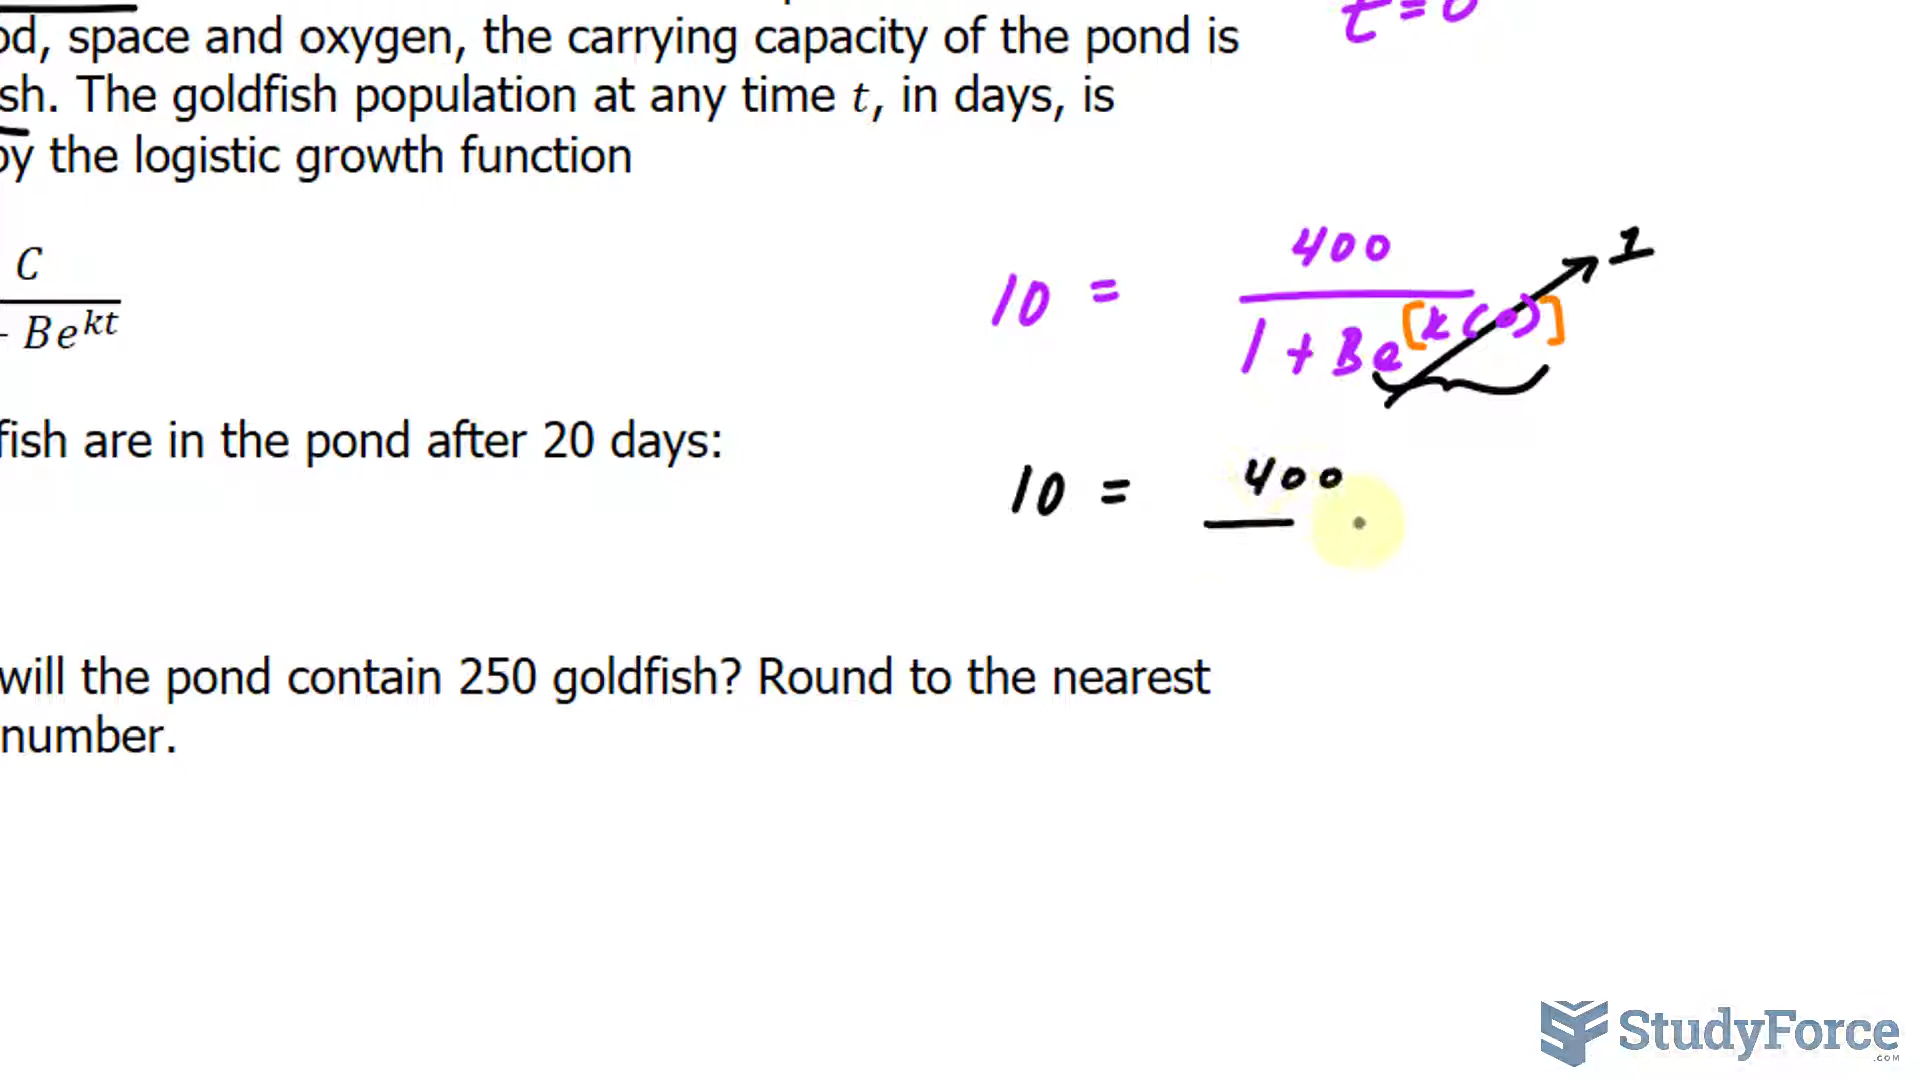 od, space and oxygen, the carrying capacity of the pond is
sh. The goldfish population at any time t, in days, is
by the logistic growth function
C
Be^kt
fish are in the pond after 20 days:
will the pond contain 250 goldfish? Round to the nearest
number.
t = 0
10 = 400 / 1 + Be^[k(0)] 1
10 = 400
StudyForce
.COM